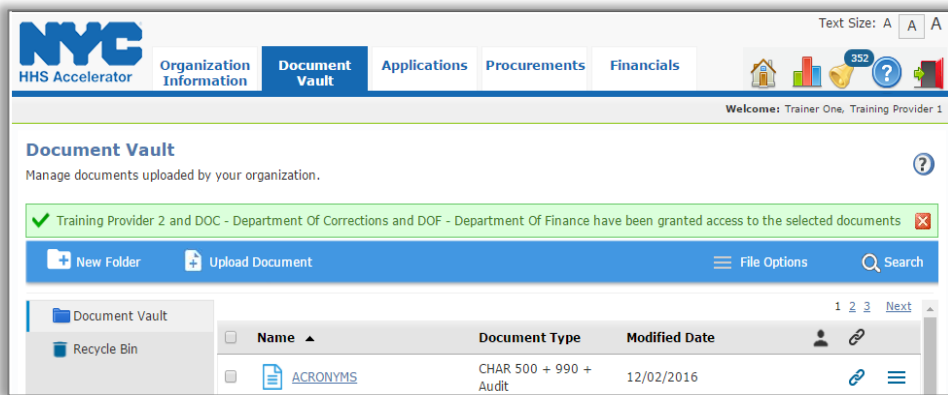 Text Size: A A A
NYC
HHS Accelerator
Organization
Information
Document
Vault
Applications
Procurements
Financials
352
?
Welcome: Trainer One, Training Provider 1
Document Vault
?
Manage documents uploaded by your organization.
Training Provider 2 and DOC - Department Of Corrections and DOF - Department Of Finance have been granted access to the selected documents
New Folder
Upload Document
File Options
Search
Document Vault
Recycle Bin
1 2 3 Next
Name Document Type Modified Date
ACRONYMS CHAR 500 + 990 +
Audit 12/02/2016